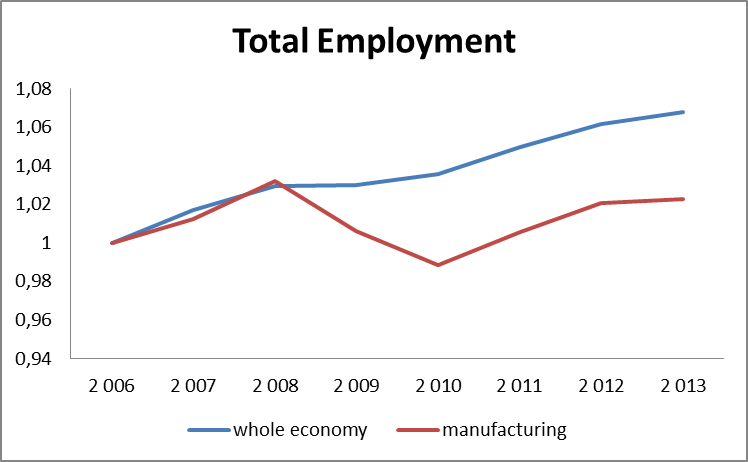 Total Employment
1,08
1,06
1,04
1,02
1
0,98
0,96
0,94
2 006 2 007 2 008 2 009 2 010 2 011 2 012 2 013
whole economy manufacturing